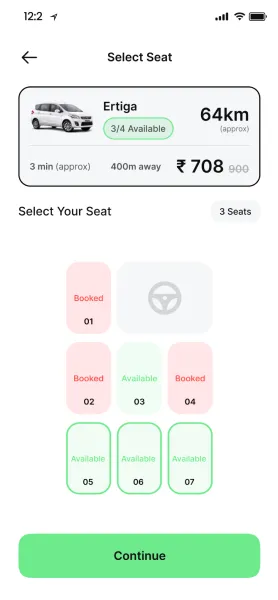 12:2
Select Seat
Ertiga
3/4 Available
64km
(approx)
3 min (approx)
400m away
₹ 708 900
Select Your Seat
3 Seats
Booked
01
Booked
Available
Booked
02
03
04
Available
Available
Available
05
06
07
Continue